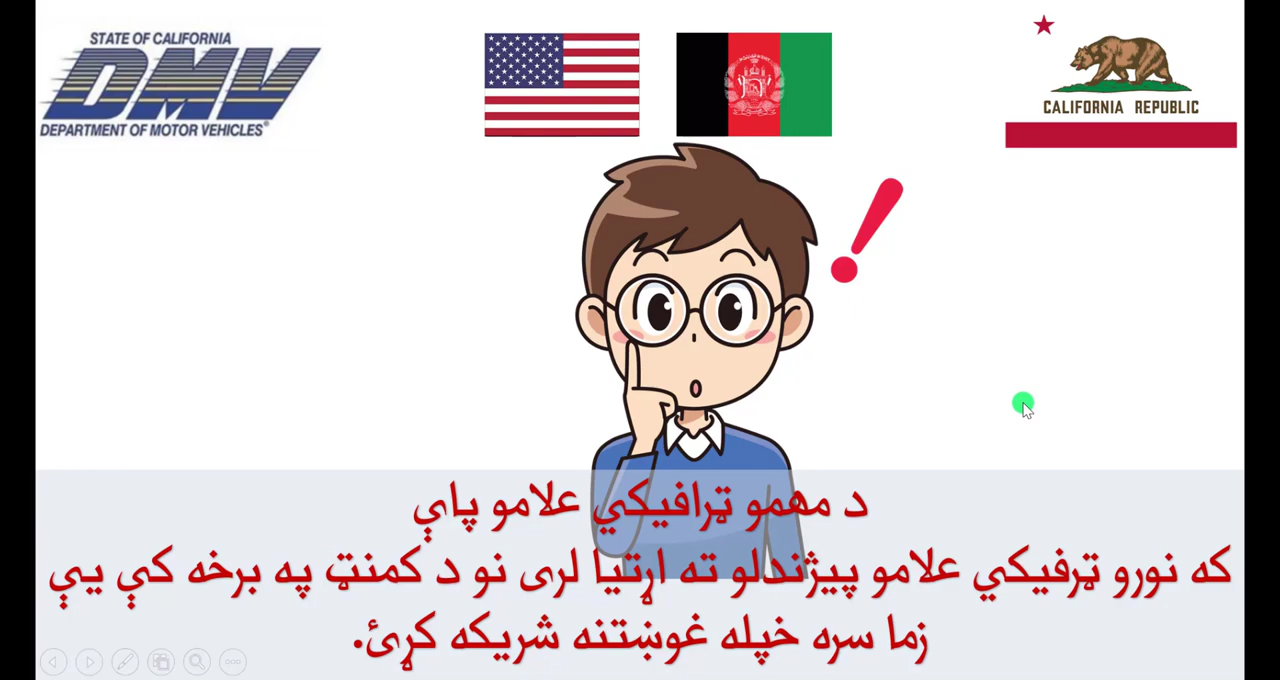 STATE OF CALIFORNIA
DMV
DEPARTMENT OF MOTOR VEHICLES®
CALIFORNIA REPUBLIC
د مهمو ټرافيکي علامو پاې
که نورو ټرفيکي علامو پيژندلو ته اړتيا لری نو د کمنټ په برخه کې يې
زما سره خپله غوښتنه شريکه کړئ.